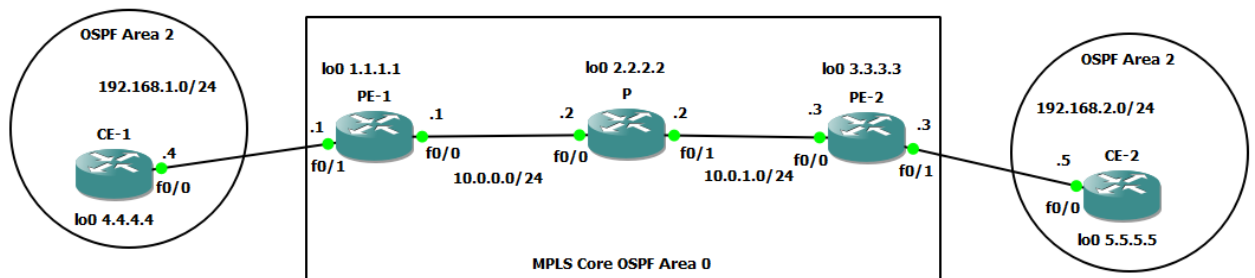 OSPF Area 2
192.168.1.0/24
CE-1
.4
f0/0
lo0 4.4.4.4
lo0 1.1.1.1
PE-1
.1
f0/1
.1
f0/0
10.0.0.0/24
lo0 2.2.2.2
P
.2
f0/0
.2
f0/1
10.0.1.0/24
lo0 3.3.3.3
PE-2
.3
f0/0
.3
f0/1
MPLS Core OSPF Area 0
OSPF Area 2
192.168.2.0/24
.5
CE-2
f0/0
lo0 5.5.5.5